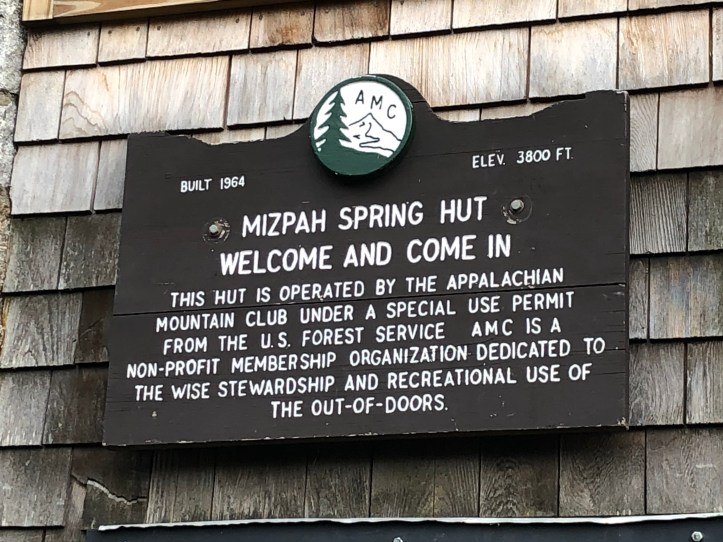 AMC
BUILT 1964
ELEV. 3800 FT.
MIZPAH SPRING HUT
WELCOME AND COME IN
THIS HUT IS OPERATED BY THE APPALACHIAN
MOUNTAIN CLUB UNDER A SPECIAL USE PERMIT
FROM THE U.S. FOREST SERVICE AMC IS A
NON-PROFIT MEMBERSHIP ORGANIZATION DEDICATED TO
THE WISE STEWARDSHIP AND RECREATIONAL USE OF
THE OUT-OF-DOORS.